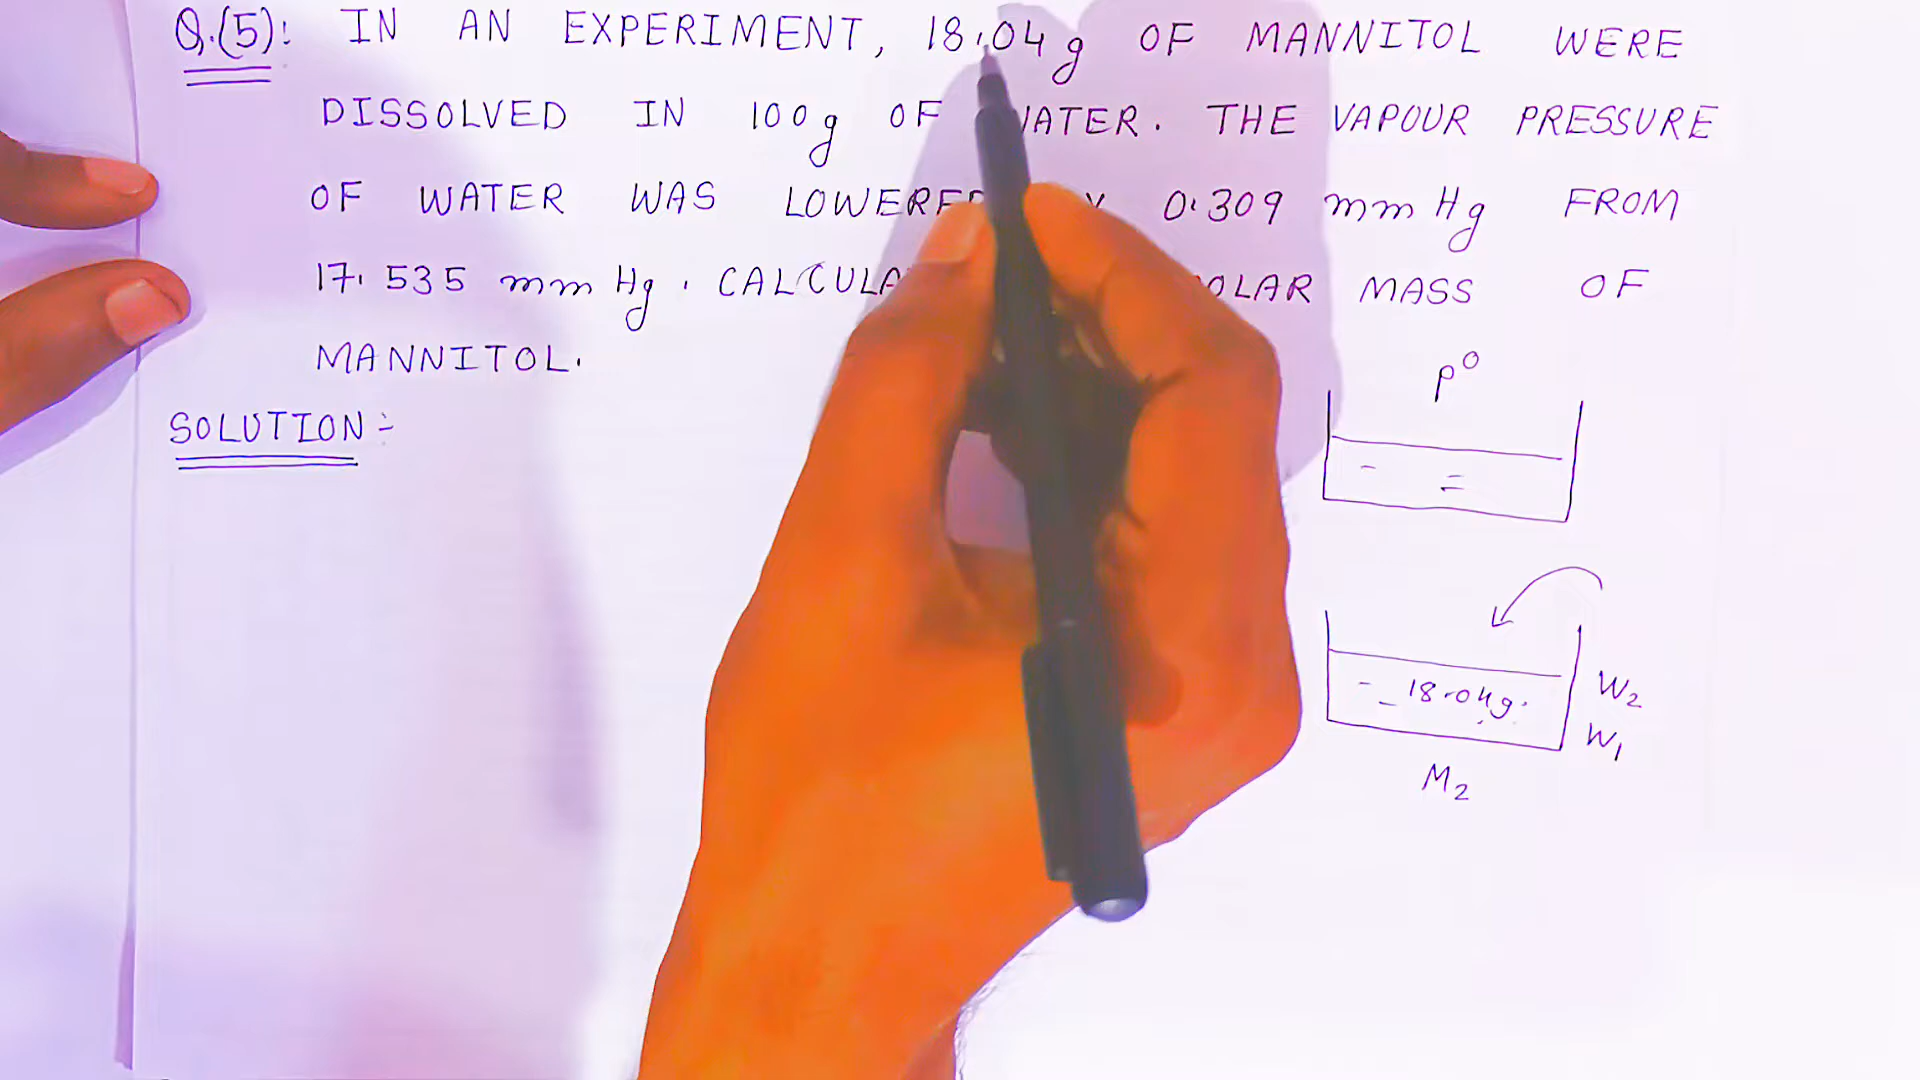 Q.(5): IN AN EXPERIMENT, 18.04 g OF MANNITOL WERE
DISSOLVED IN 100 g OF WATER. THE VAPOUR PRESSURE
OF WATER WAS LOWERED 0.309 mm Hg FROM
17.535 mm Hg. MASS OF
MANNITOL.
SOLUTION:-
P⁰
18.04g.
W₂
W₁
M₂